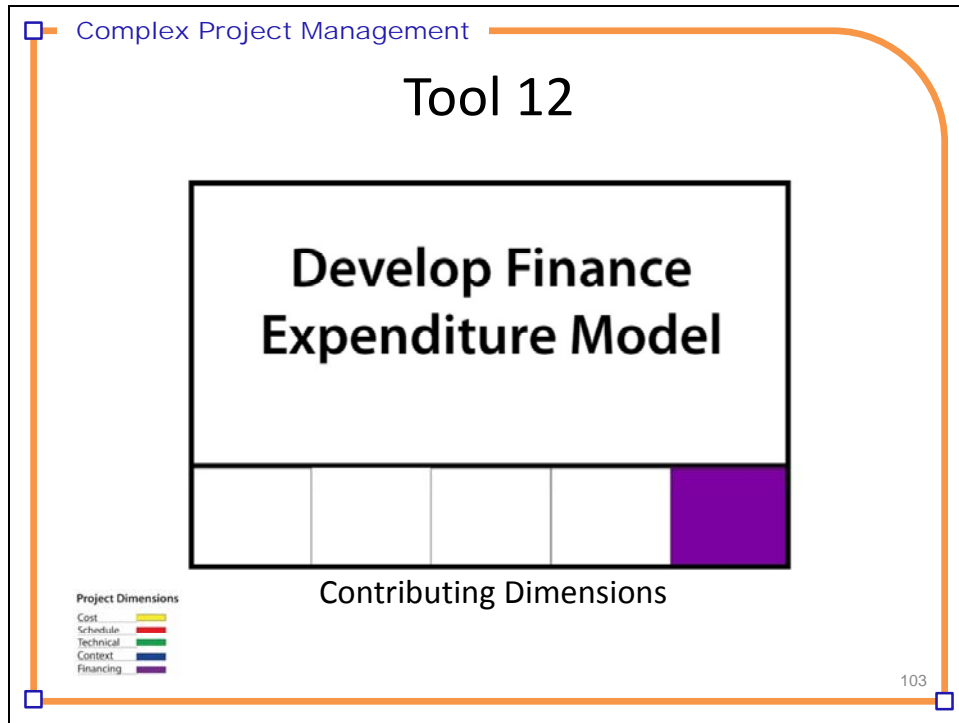 Complex Project Management
Tool 12
Develop Finance
Expenditure Model
Contributing Dimensions
Project Dimensions
Cost
Schedule
Technical
Context
Financing
103